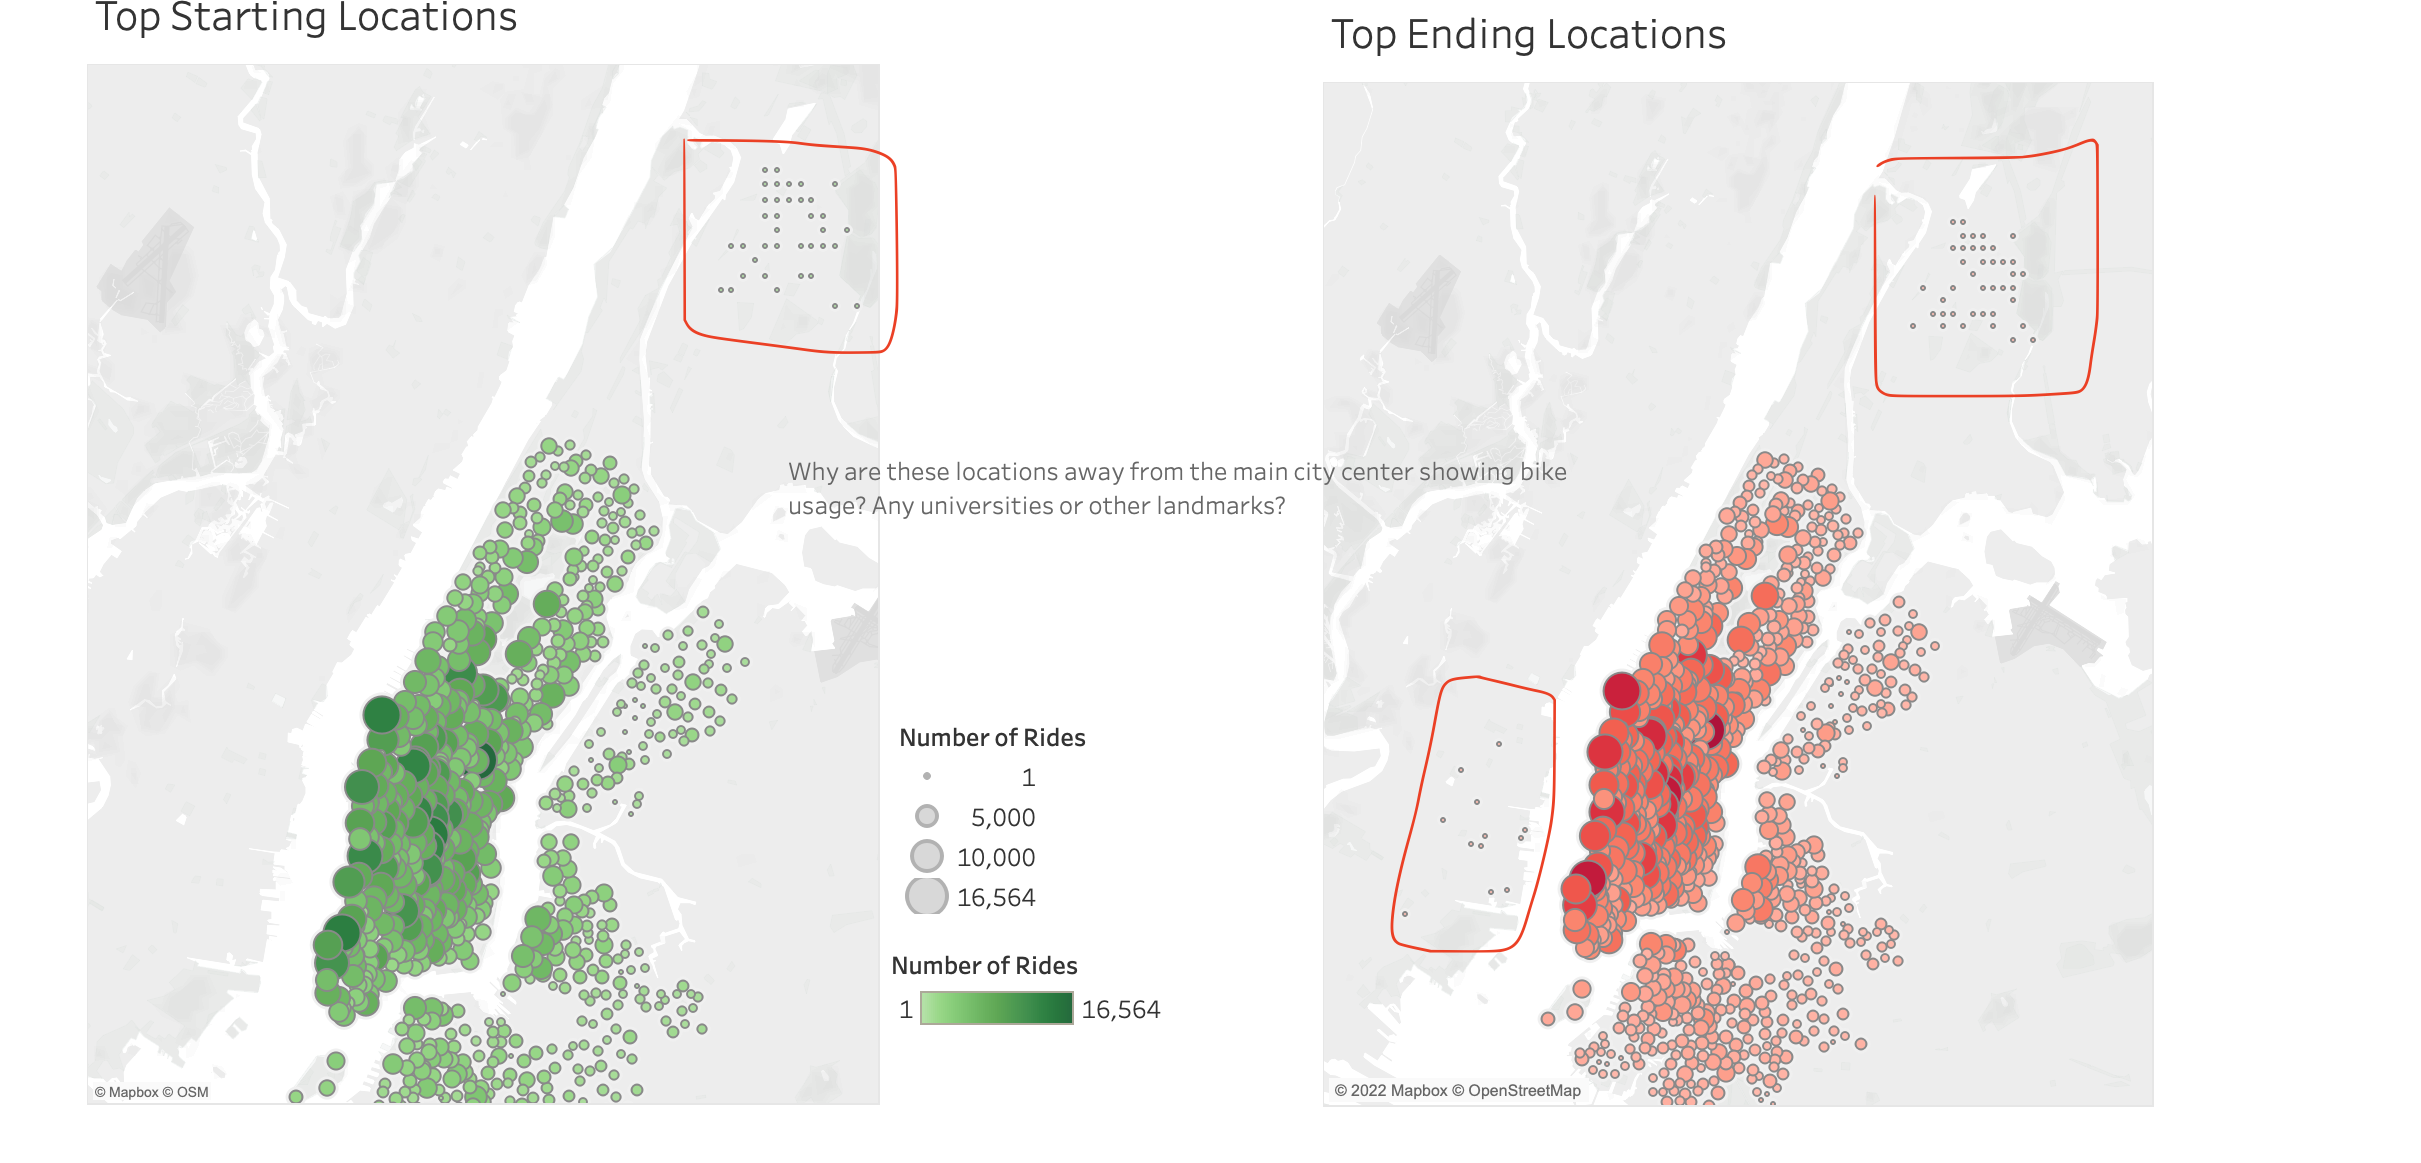 Top Starting Locations
Top Ending Locations
Why are these locations away from the main city center showing bike
usage? Any universities or other landmarks?
Number of Rides
1
5,000
10,000
16,564
Number of Rides
1 16,564
© Mapbox © OSM
© 2022 Mapbox © OpenStreetMap